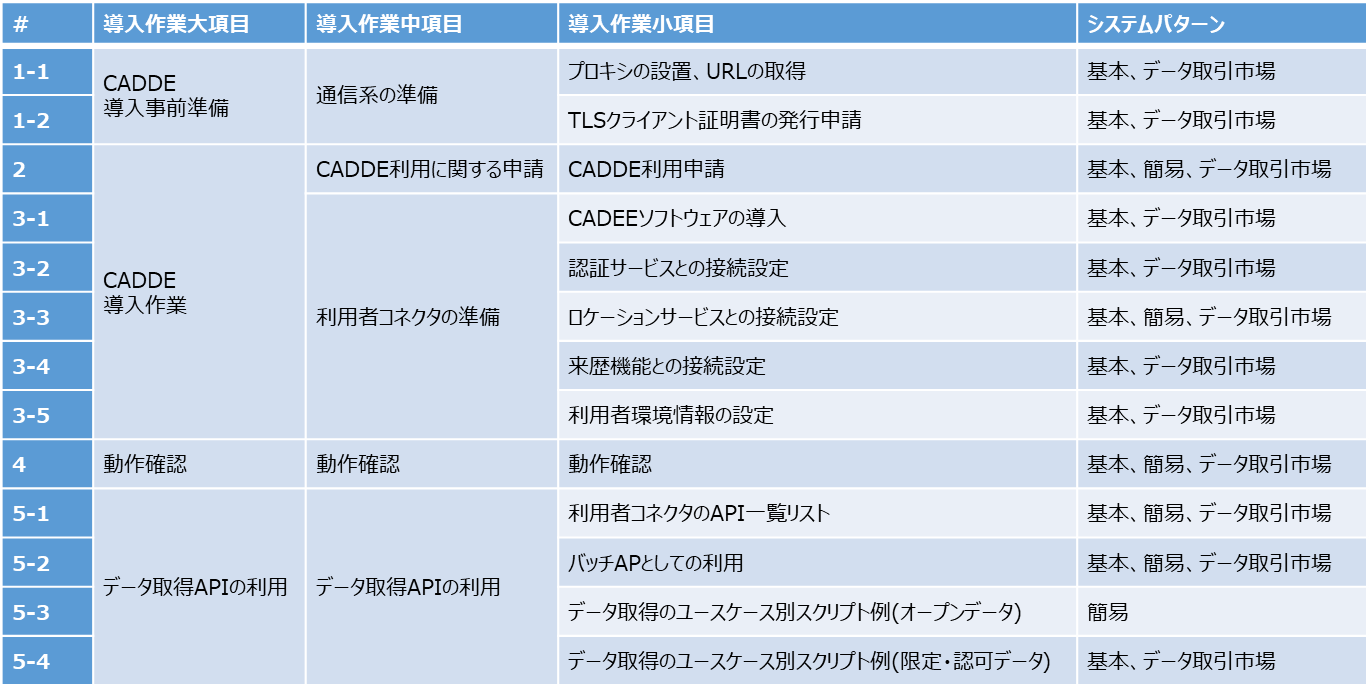 # 導入作業大項目 導入作業中項目 導入作業小項目 システムパターン
1-1 CADDE
導入事前準備 通信系の準備 プロキシの設置、URLの取得 基本、データ取引市場
1-2 TLSクライアント証明書の発行申請 基本、データ取引市場
2 CADDE
導入作業 CADDE利用に関する申請 CADDE利用申請 基本、簡易、データ取引市場
3-1 利用者コネクタの準備 CADEEソフトウェアの導入 基本、データ取引市場
3-2 認証サービスとの接続設定 基本、データ取引市場
3-3 ロケーションサービスとの接続設定 基本、簡易、データ取引市場
3-4 来歴機能との接続設定 基本、データ取引市場
3-5 利用者環境情報の設定 基本、データ取引市場
4 動作確認 動作確認 動作確認 基本、簡易、データ取引市場
5-1 データ取得APIの利用 データ取得APIの利用 利用者コネクタのAPI一覧リスト 基本、簡易、データ取引市場
5-2 バッチAPとしての利用 基本、簡易、データ取引市場
5-3 データ取得のユースケース別スクリプト例(オープンデータ) 簡易
5-4 データ取得のユースケース別スクリプト例(限定・認可データ) 基本、データ取引市場